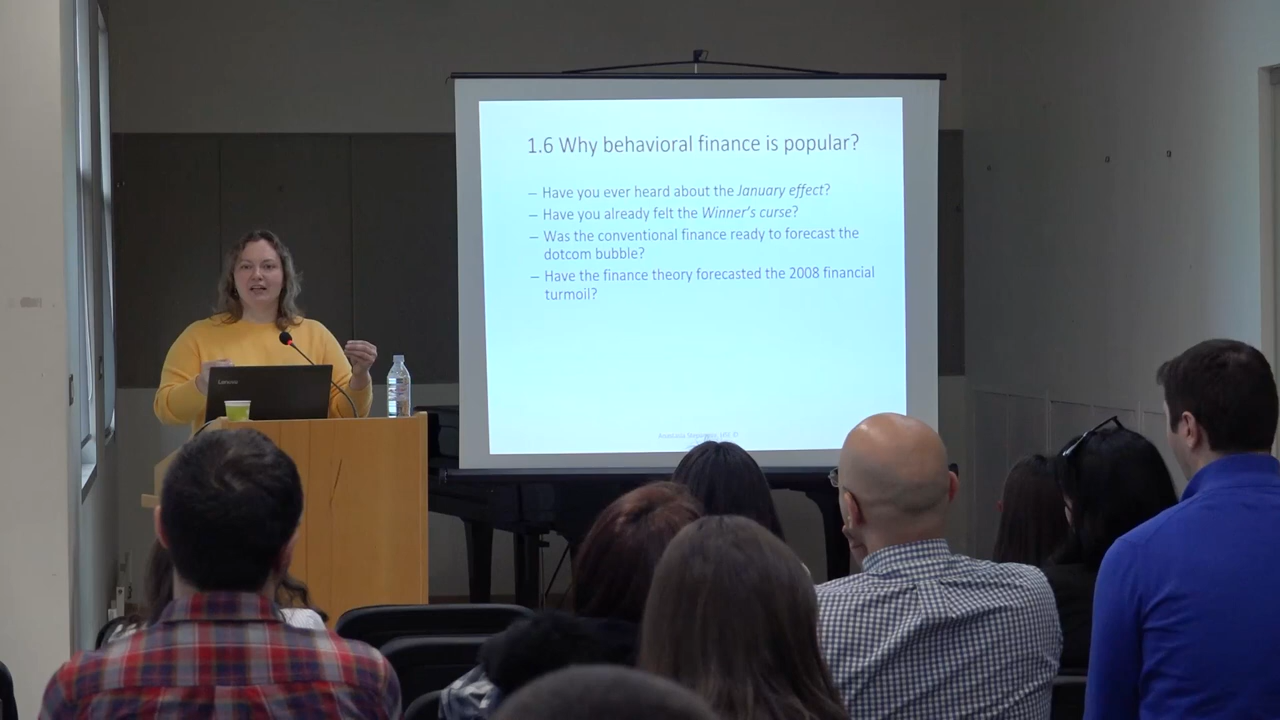 1.6 Why behavioral finance is popular?
– Have you ever heard about the January effect?
– Have you already felt the Winner's curse?
– Was the conventional finance ready to forecast the
dotcom bubble?
– Have the finance theory forecasted the 2008 financial
turmoil?
Lenovo